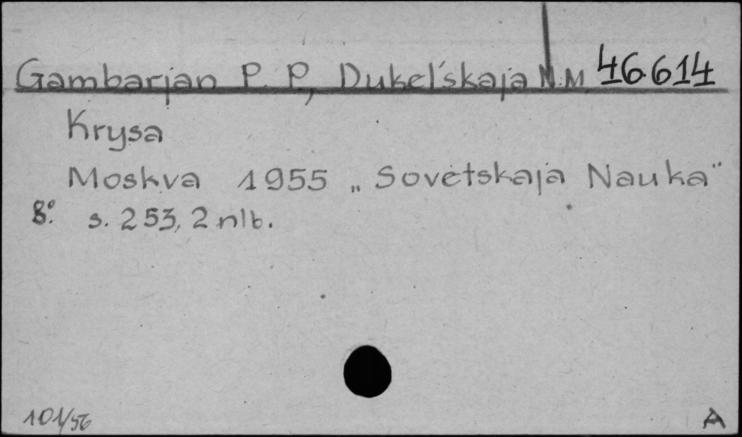 Gambarjan P. P., Dukel'skaja N.M. 46614
Krysa
Moskva 1955 „Sovetskaja Nauka"
8° s. 253, 2 nlb.
101/56 A